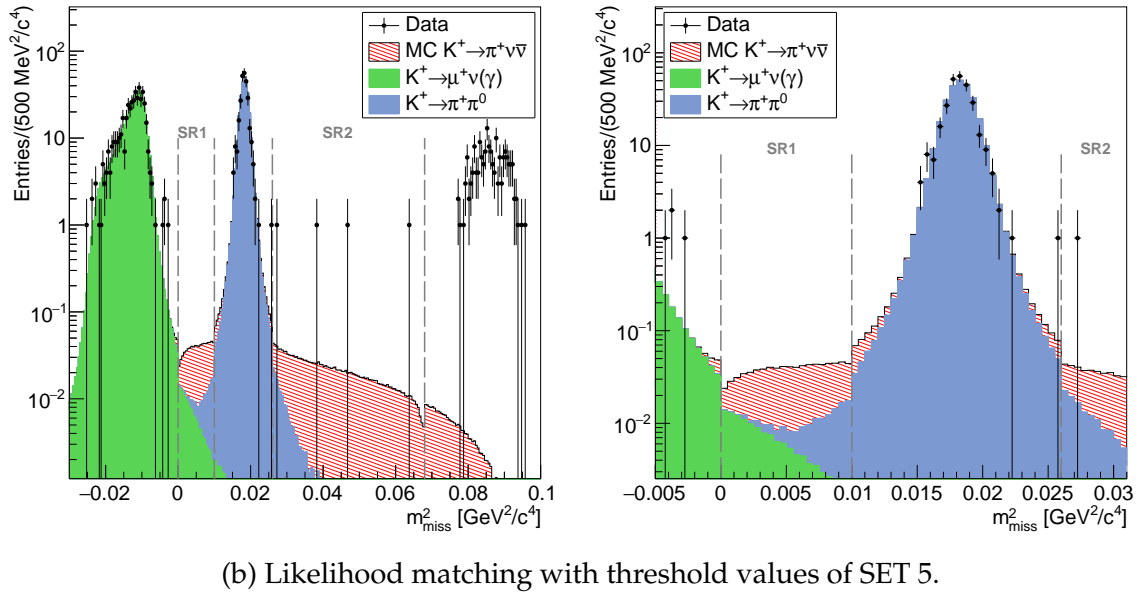 Entries/(500 MeV²/c⁴)
10²
10
1
10⁻¹
10⁻²
SR1
SR2
Data
MC K⁺→π⁺νν̅
K⁺→μ⁺ν(γ)
K⁺→π⁺π⁰
−0.02 0 0.02 0.04 0.06 0.08 0.1
m²miss [GeV²/c⁴]
Entries/(500 MeV²/c⁴)
10²
10
1
10⁻¹
10⁻²
SR1
SR2
Data
MC K⁺→π⁺νν̅
K⁺→μ⁺ν(γ)
K⁺→π⁺π⁰
−0.005 0 0.005 0.01 0.015 0.02 0.025 0.03
m²miss [GeV²/c⁴]
(b) Likelihood matching with threshold values of SET 5.